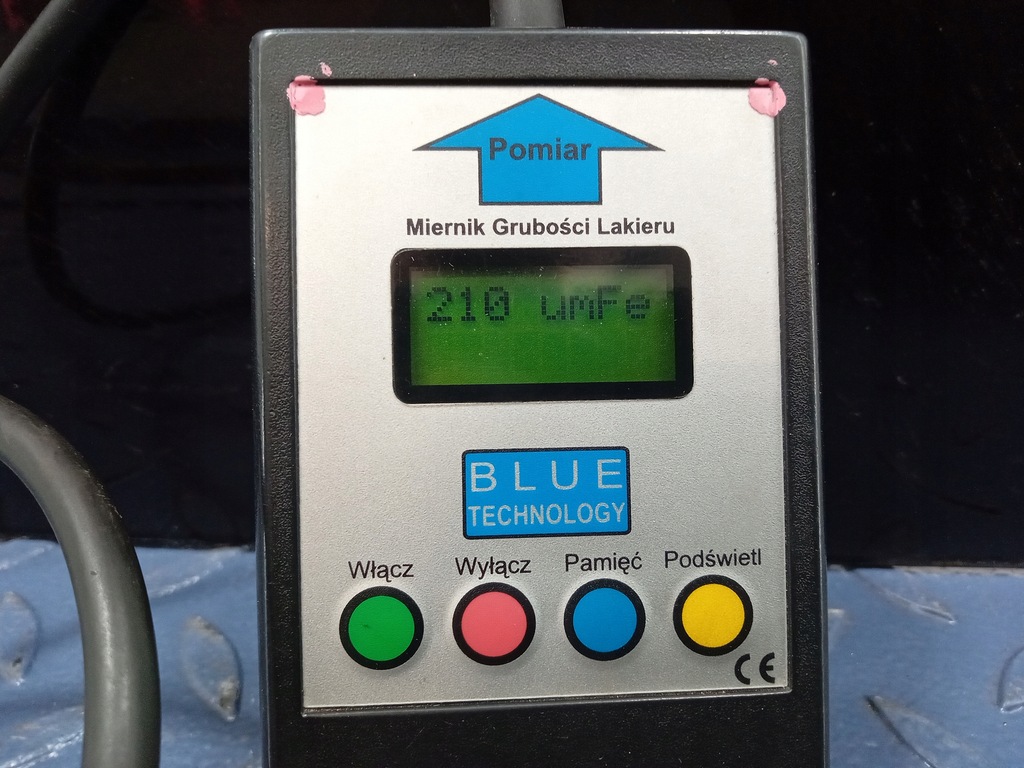 Pomiar
Miernik Grubości Lakieru
210 umFe
BLUE
TECHNOLOGY
Włącz Wyłącz Pamięć Podświetl
CE